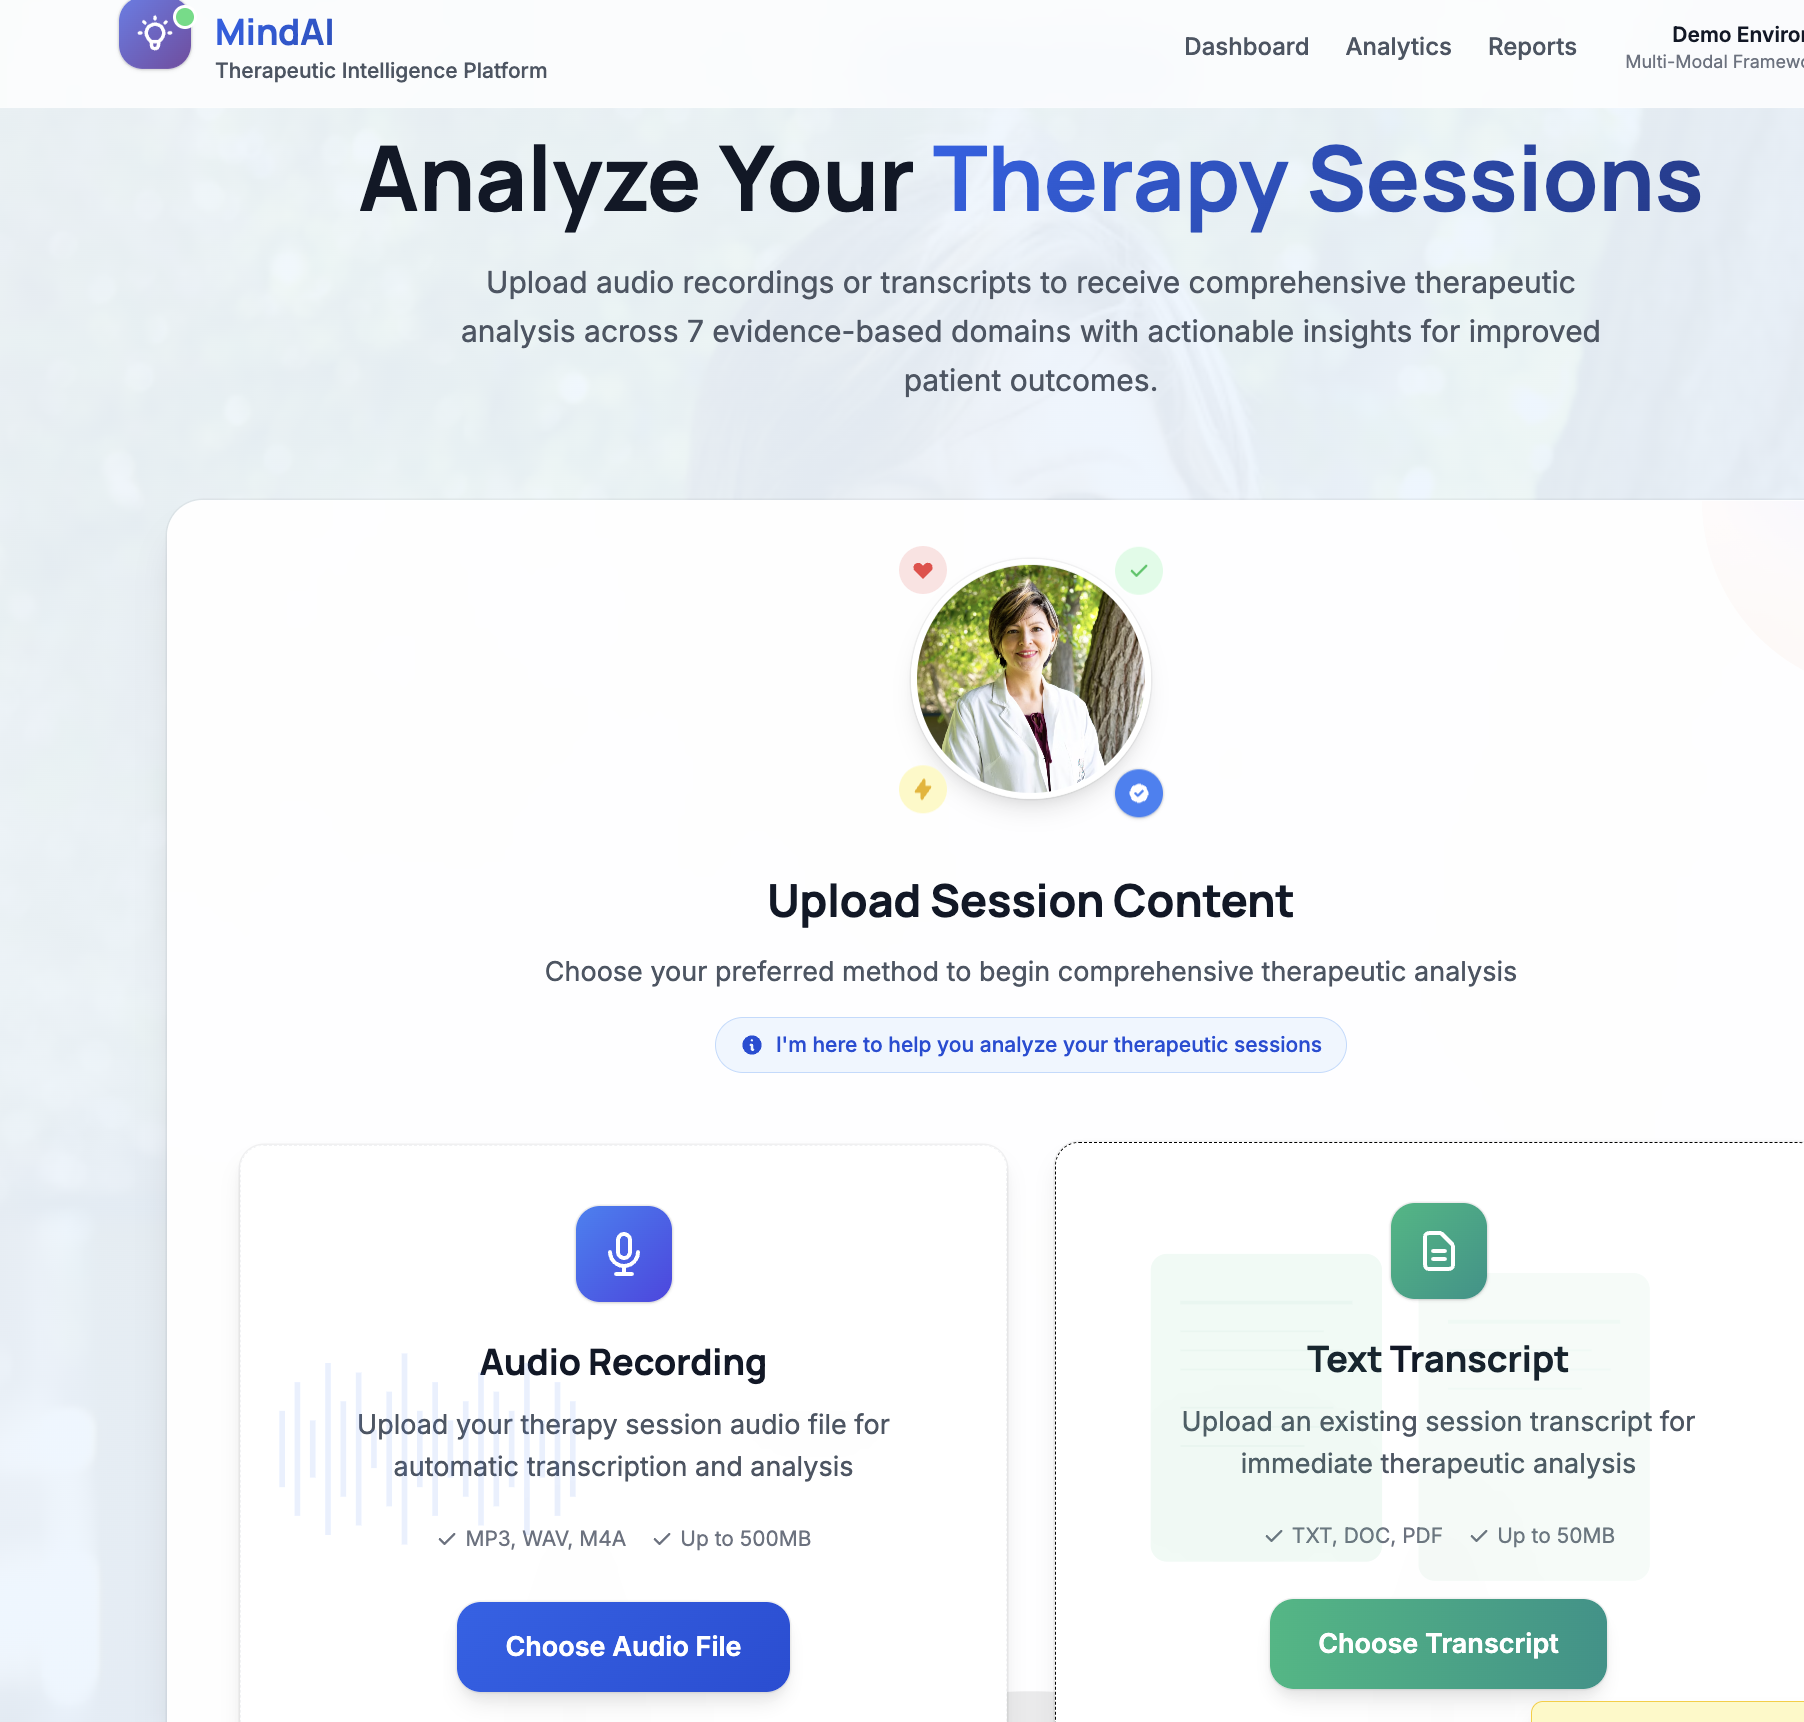 MindAI
Therapeutic Intelligence Platform
Dashboard
Analytics
Reports
Demo
Multi-Modal
Analyze Your Therapy Sessions
Upload audio recordings or transcripts to receive comprehensive therapeutic
analysis across 7 evidence-based domains with actionable insights for improved
patient outcomes.
Upload Session Content
Choose your preferred method to begin comprehensive therapeutic analysis
I'm here to help you analyze your therapeutic sessions
Audio Recording
Upload your therapy session audio file for
automatic transcription and analysis
MP3, WAV, M4A
Up to 500MB
Choose Audio File
Text Transcript
Upload an existing session transcript for
immediate therapeutic analysis
TXT, DOC, PDF
Up to 50MB
Choose Transcript